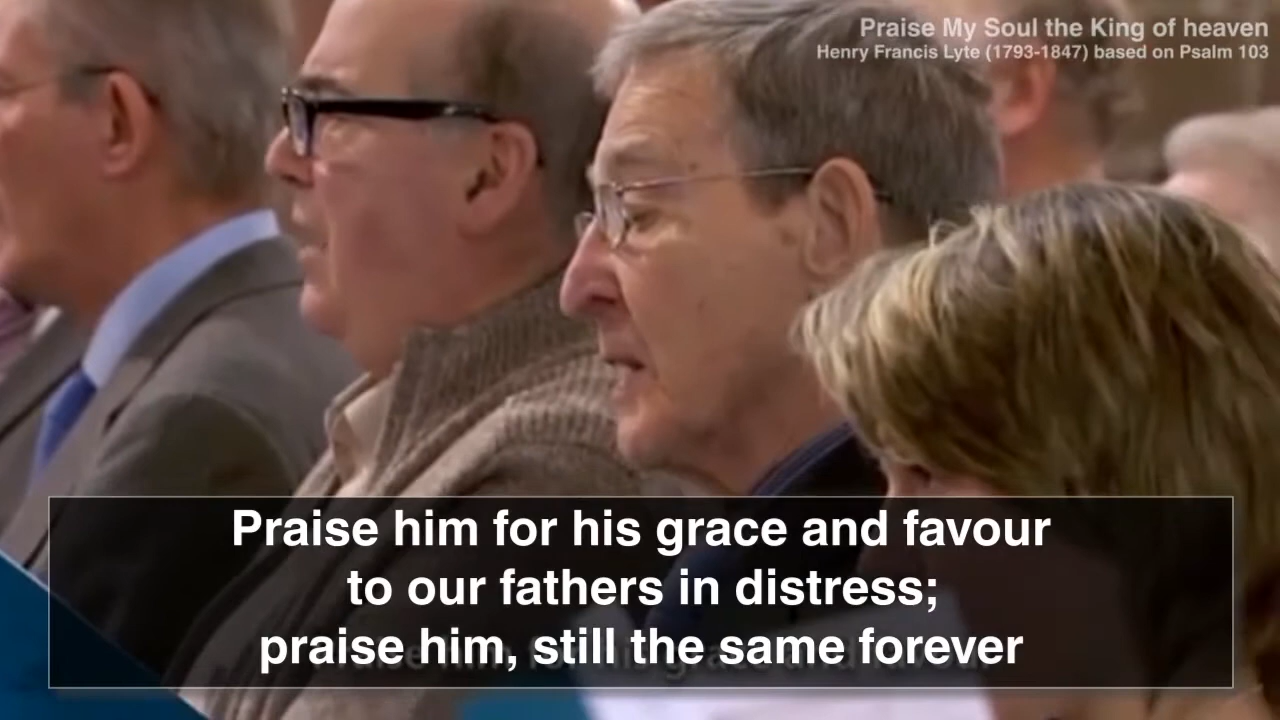 Praise My Soul the King of heaven
Henry Francis Lyte (1793-1847) based on Psalm 103
Praise him for his grace and favour
to our fathers in distress;
praise him, still the same forever